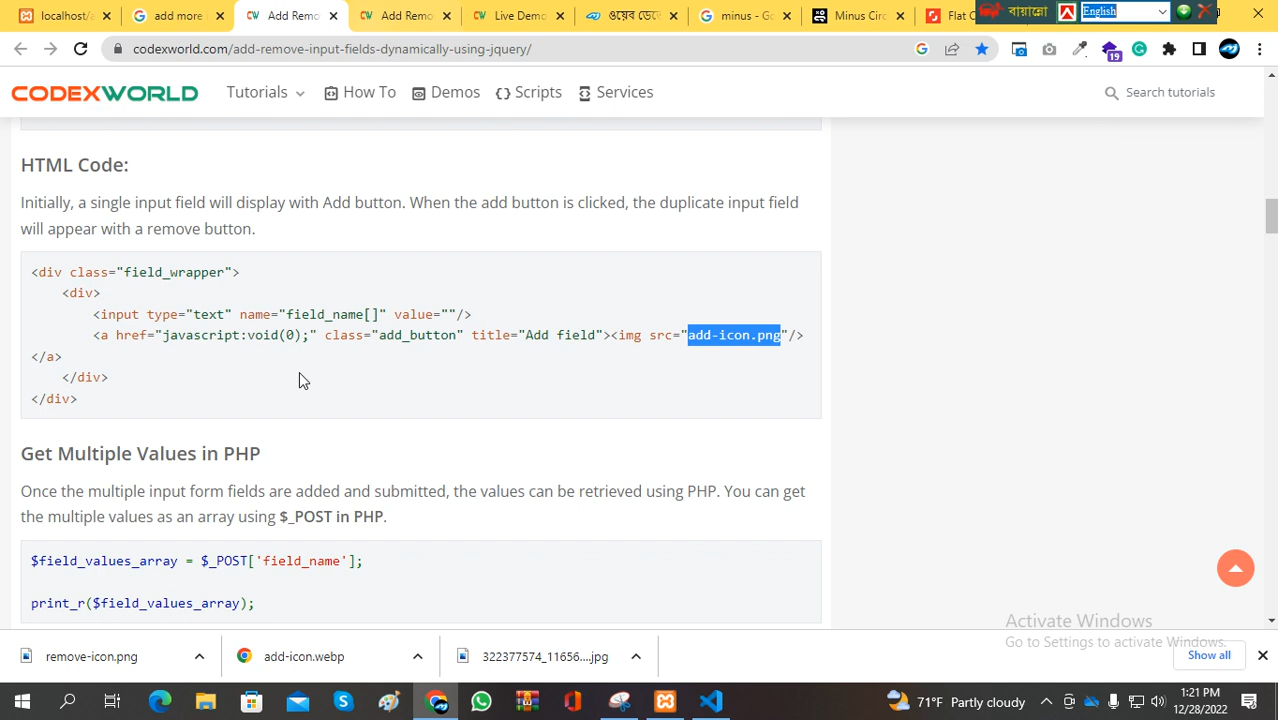 localhost/a
add more
Add Remo
Add Remo
Live Demo
ওয়েব ডেভে
minus - Go
Minus Circ
Flat C
বায়ান্নো
English
codexworld.com/add-remove-input-fields-dynamically-using-jquery/
19
CODEXWORLD
Tutorials
How To
Demos
Scripts
Services
Search tutorials
HTML Code:
Initially, a single input field will display with Add button. When the add button is clicked, the duplicate input field
will appear with a remove button.
<div class="field_wrapper">
<div>
<input type="text" name="field_name[]" value=""/>
<a href="javascript:void(0);" class="add_button" title="Add field"><img src="add-icon.png"/>
</a>
</div>
</div>
Get Multiple Values in PHP
Once the multiple input form fields are added and submitted, the values can be retrieved using PHP. You can get
the multiple values as an array using $_POST in PHP.
$field_values_array = $_POST['field_name'];
print_r($field_values_array);
Activate Windows
Go to Settings to activate Windows.
remove-icon.png
add-icon.webp
322377574_11656....jpg
Show all
71°F Partly cloudy
1:21 PM
12/28/2022